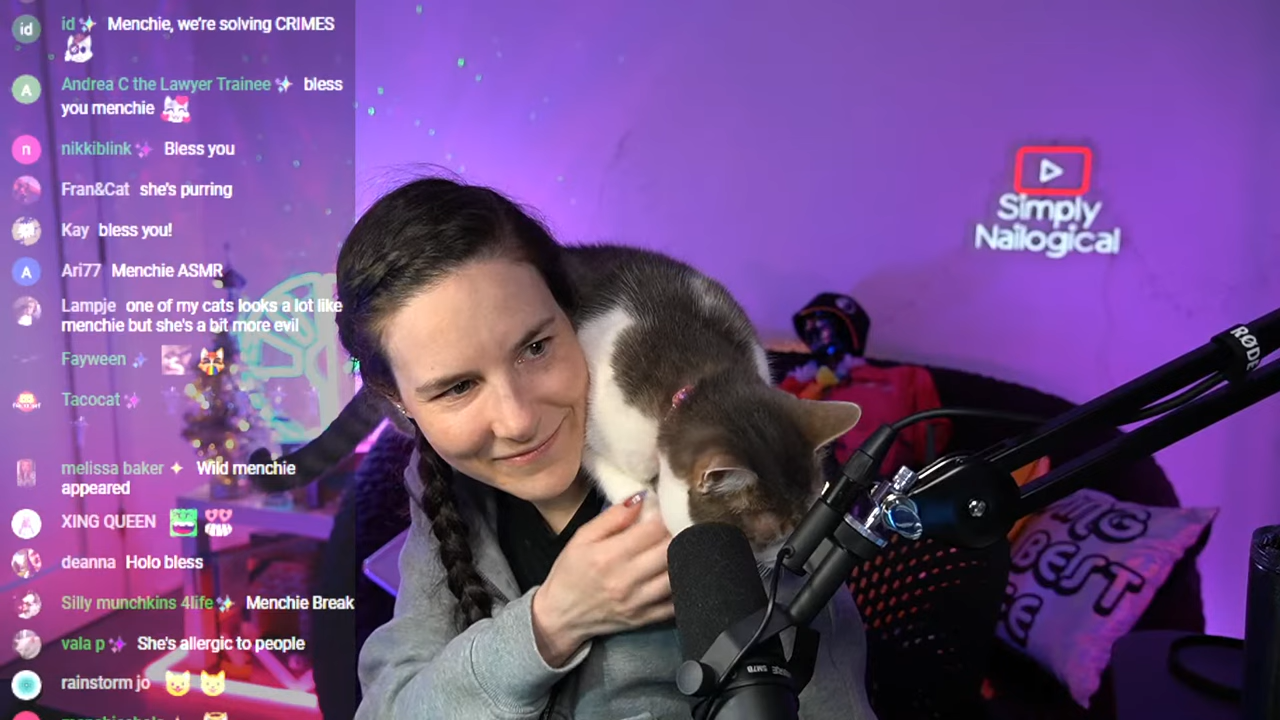 id Menchie, we're solving CRIMES
Andrea C the Lawyer Trainee bless
you menchie
nikkiblink Bless you
Fran&Cat she's purring
Kay bless you!
Ari77 Menchie ASMR
Lampje one of my cats looks a lot like
menchie but she's a bit more evil
Fayween
Tacocat
melissa baker Wild menchie
appeared
XING QUEEN
deanna Holo bless
Silly munchkins 4life Menchie Break
vala p She's allergic to people
rainstorm jo
Simply
Nailogical
RØDE
BEST
SM7B
id
A
n
A